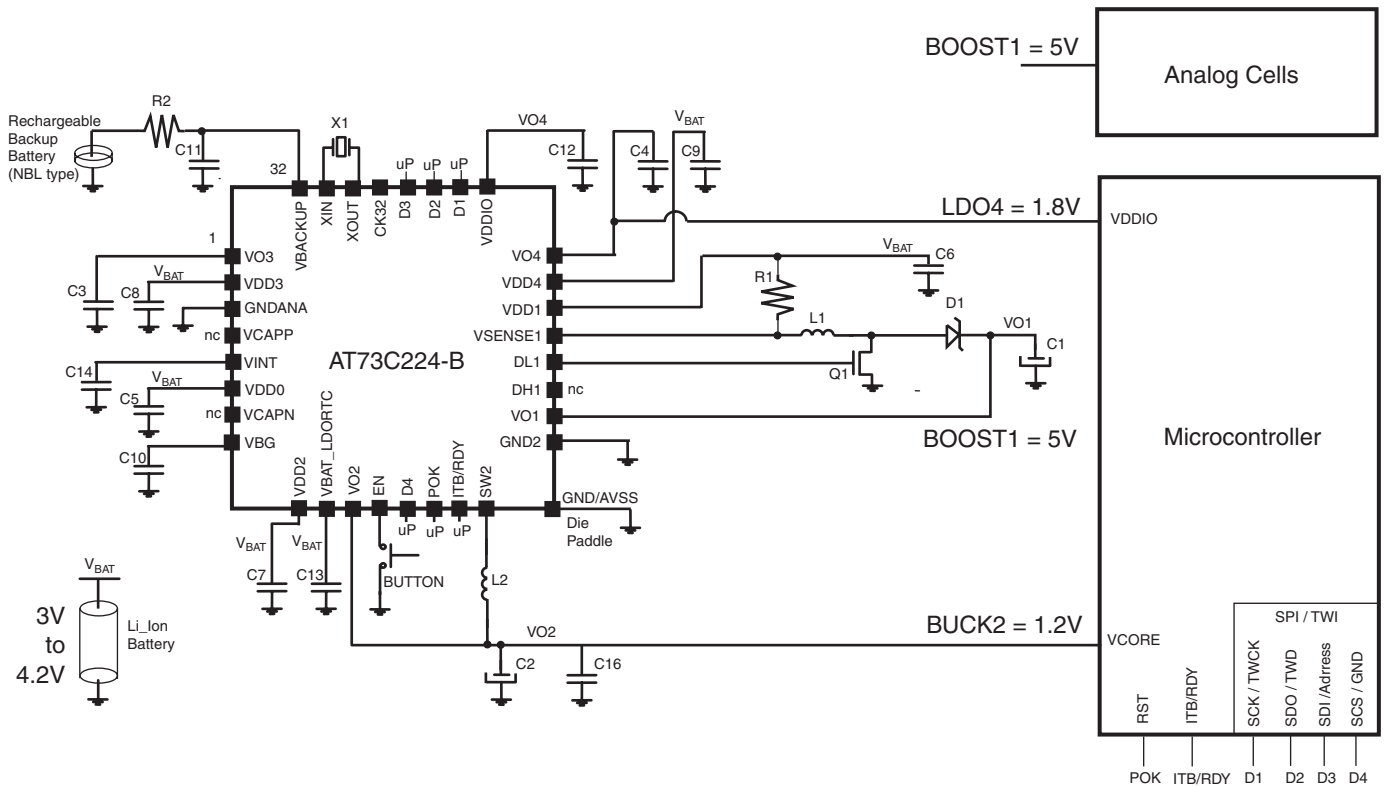 BOOST1 = 5V
Analog Cells
Rechargeable
Backup
Battery
(NBL type)
R2
C11
X1
VO4
C12
C4
VBAT
C9
32
uP
uP
uP
VBACKUP
XIN
XOUT
CK32
D3
D2
D1
VDDIO
LDO4 = 1.8V
VDDIO
1
VO3
VBAT
VDD3
C3
C8
GNDANA
nc
VCAPP
VINT
C14
VBAT
VDD0
C5
nc
VCAPN
VBG
C10
AT73C224-B
VO4
VDD4
VDD1
VSENSE1
DL1
DH1
nc
VO1
GND2
VBAT
C6
R1
L1
D1
VO1
C1
Q1
-
BOOST1 = 5V
Microcontroller
VDD2
VBAT_LDORTC
VO2
EN
D4
POK
ITB/RDY
SW2
GND/AVSS
Die
Paddle
uP
uP
uP
VBAT
VBAT
C7
C13
BUTTON
L2
VBAT
3V
to
4.2V
Li_Ion
Battery
VO2
C2
C16
BUCK2 = 1.2V
VCORE
SPI / TWI
RST
ITB/RDY
SCK / TWCK
SDO / TWD
SDI /Adrress
SCS / GND
POK
ITB/RDY
D1
D2
D3
D4